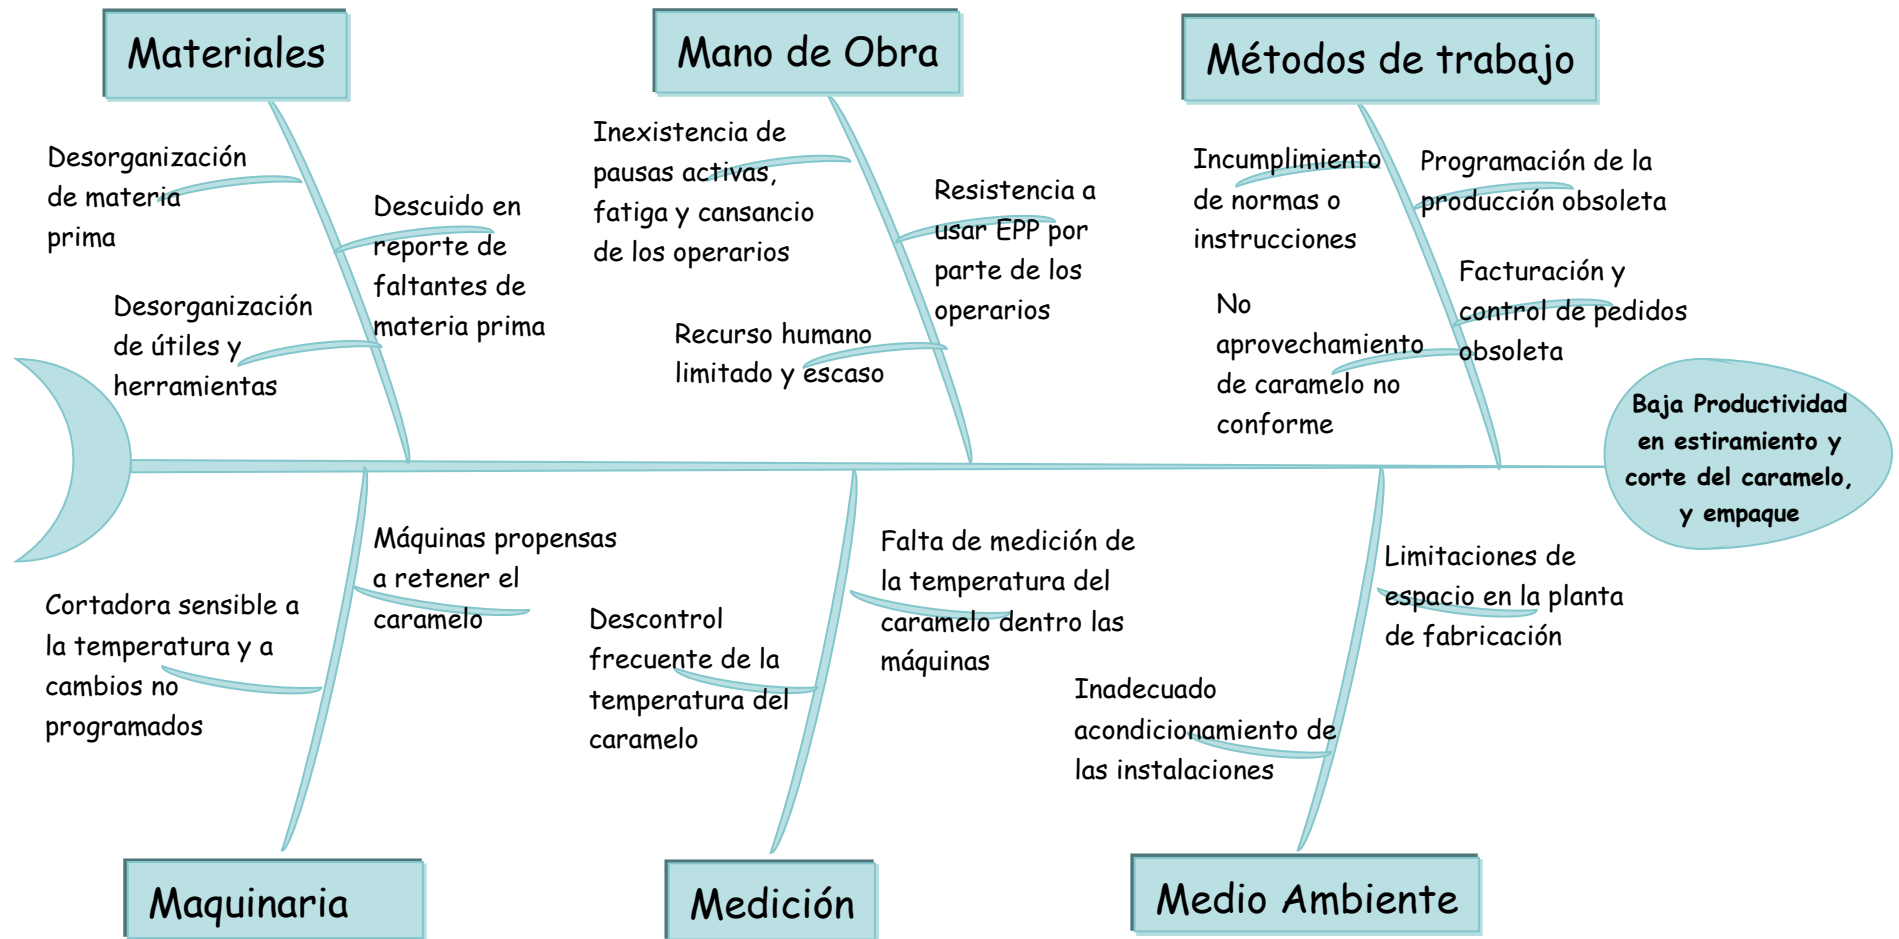 Materiales
Mano de Obra
Métodos de trabajo
Desorganización
de materia
prima
Descuido en
reporte de
faltantes de
materia prima
Desorganización
de útiles y
herramientas
Inexistencia de
pausas activas,
fatiga y cansancio
de los operarios
Resistencia a
usar EPP por
parte de los
operarios
Recurso humano
limitado y escaso
Incumplimiento
de normas o
instrucciones
Programación de la
producción obsoleta
Facturación y
control de pedidos
obsoleta
No
aprovechamiento
de caramelo no
conforme
Baja Productividad
en estiramiento y
corte del caramelo,
y empaque
Máquinas propensas
a retener el
caramelo
Cortadora sensible a
la temperatura y a
cambios no
programados
Falta de medición de
la temperatura del
caramelo dentro las
máquinas
Descontrol
frecuente de la
temperatura del
caramelo
Limitaciones de
espacio en la planta
de fabricación
Inadecuado
acondicionamiento de
las instalaciones
Maquinaria
Medición
Medio Ambiente